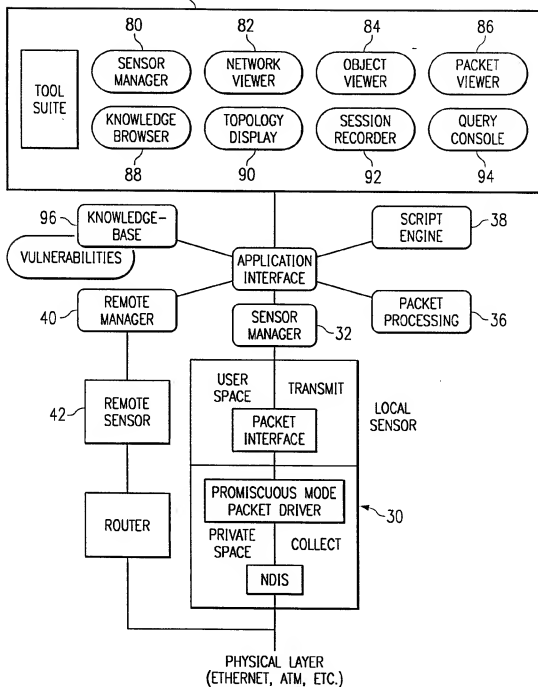 80
82
84
86
TOOL
SUITE
SENSOR
MANAGER
NETWORK
VIEWER
OBJECT
VIEWER
PACKET
VIEWER
KNOWLEDGE
BROWSER
TOPOLOGY
DISPLAY
SESSION
RECORDER
QUERY
CONSOLE
88
90
92
94
96
KNOWLEDGE-
BASE
VULNERABILITIES
SCRIPT
ENGINE
38
APPLICATION
INTERFACE
40
REMOTE
MANAGER
SENSOR
MANAGER
32
PACKET
PROCESSING
36
42
REMOTE
SENSOR
USER
SPACE
TRANSMIT
PACKET
INTERFACE
LOCAL
SENSOR
ROUTER
PROMISCUOUS MODE
PACKET DRIVER
30
PRIVATE
SPACE
COLLECT
NDIS
PHYSICAL LAYER
(ETHERNET, ATM, ETC.)